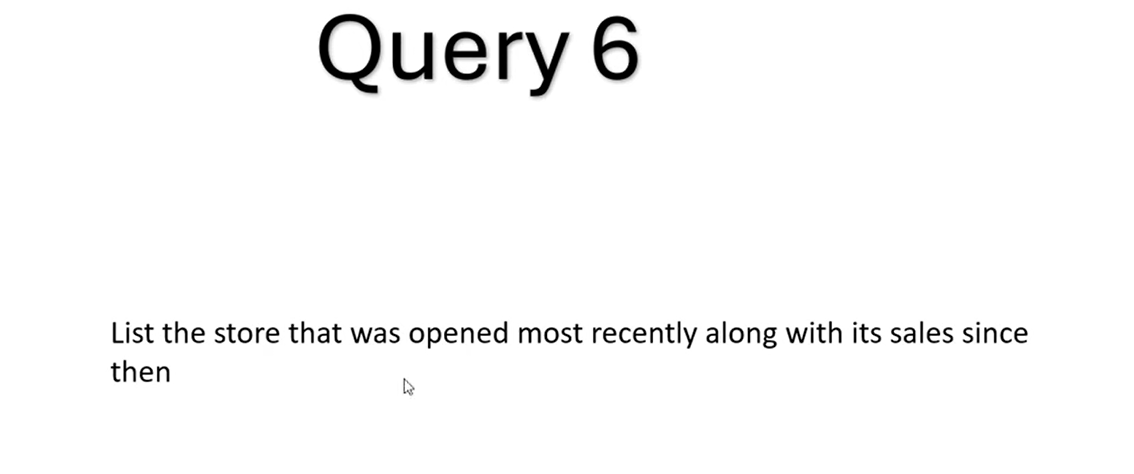 Query 6
List the store that was opened most recently along with its sales since
then